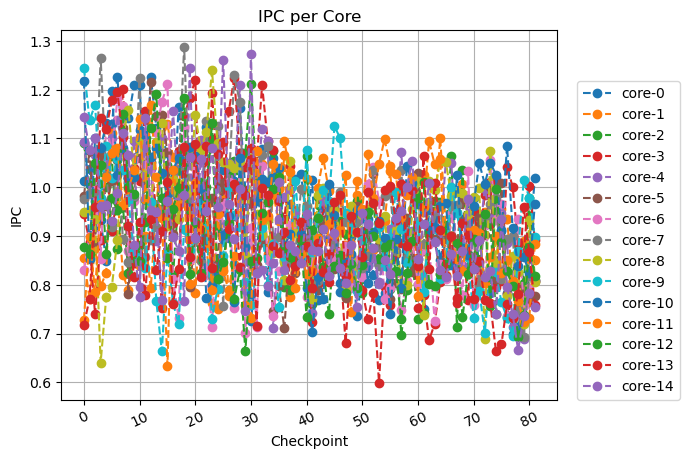 IPC per Core
IPC
1.3
1.2
1.1
1.0
0.9
0.8
0.7
0.6
0
10
20
30
40
50
60
70
80
Checkpoint
core-0
core-1
core-2
core-3
core-4
core-5
core-6
core-7
core-8
core-9
core-10
core-11
core-12
core-13
core-14